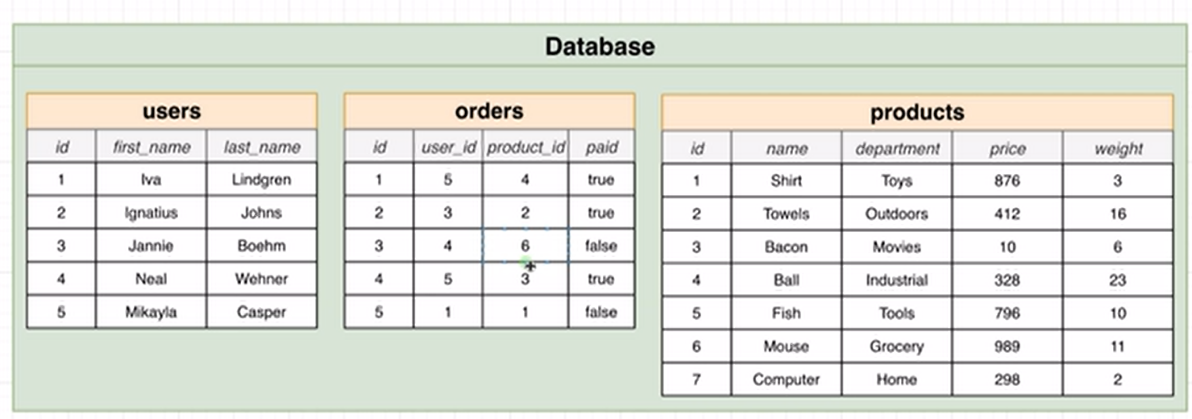 Database
users
id first_name last_name
1 Iva Lindgren
2 Ignatius Johns
3 Jannie Boehm
4 Neal Wehner
5 Mikayla Casper
orders
id user_id product_id paid
1 5 4 true
2 3 2 true
3 4 6 false
4 5 3 true
5 1 1 false
products
id name department price weight
1 Shirt Toys 876 3
2 Towels Outdoors 412 16
3 Bacon Movies 10 6
4 Ball Industrial 328 23
5 Fish Tools 796 10
6 Mouse Grocery 989 11
7 Computer Home 298 2